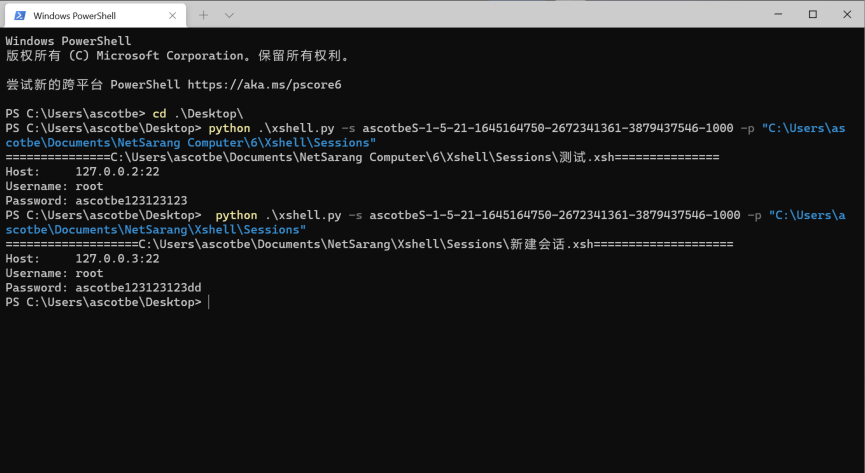 Windows PowerShell
Windows PowerShell
版权所有 (C) Microsoft Corporation。保留所有权利。
尝试新的跨平台 PowerShell https://aka.ms/pscore6
PS C:\Users\ascotbe> cd .\Desktop\
PS C:\Users\ascotbe\Desktop> python .\xshell.py -s ascotbeS-1-5-21-1645164750-2672341361-3879437546-1000 -p "C:\Users\as
cotbe\Documents\NetSarang Computer\6\Xshell\Sessions"
===============C:\Users\ascotbe\Documents\NetSarang Computer\6\Xshell\Sessions\测试.xsh===============
Host:     127.0.0.2:22
Username: root
Password: ascotbe123123123
PS C:\Users\ascotbe\Desktop>  python .\xshell.py -s ascotbeS-1-5-21-1645164750-2672341361-3879437546-1000 -p "C:\Users\a
scotbe\Documents\NetSarang\Xshell\Sessions"
===================C:\Users\ascotbe\Documents\NetSarang\Xshell\Sessions\新建会话.xsh====================
Host:     127.0.0.3:22
Username: root
Password: ascotbe123123123dd
PS C:\Users\ascotbe\Desktop>